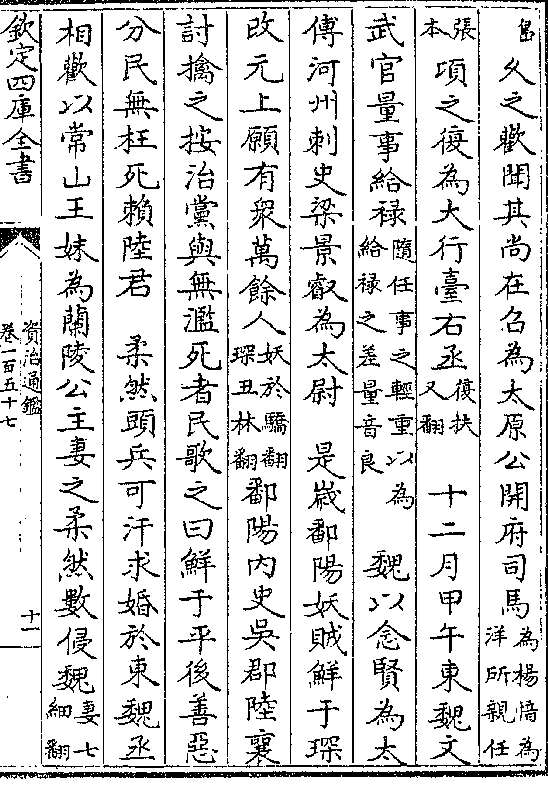 嵒久之歡聞其尚在召為太原公開府司馬為楊愔為洋所親任
張本項之復為大行臺右丞復扶又翻 十二月甲午東魏文
武官量事給祿隨任事之輕重以為給祿之差量音良 魏以念賢為太
傅河州刺史梁景叡為太尉 是歲鄱陽妖賊鮮于琛
改元上願有衆萬餘人妖於驕翻琛丑林翻鄱陽内史吳郡陸襄
討擒之按治黨與無濫死者民歌之曰鮮于平後善惡
分民無枉死賴陸君 柔然頭兵可汗求婚於東魏丞
相歡以常山王妹為蘭陵公主妻之柔然數侵魏妻七細翻
欽定四庫全書
資治通鑑
卷一百五十七
十一